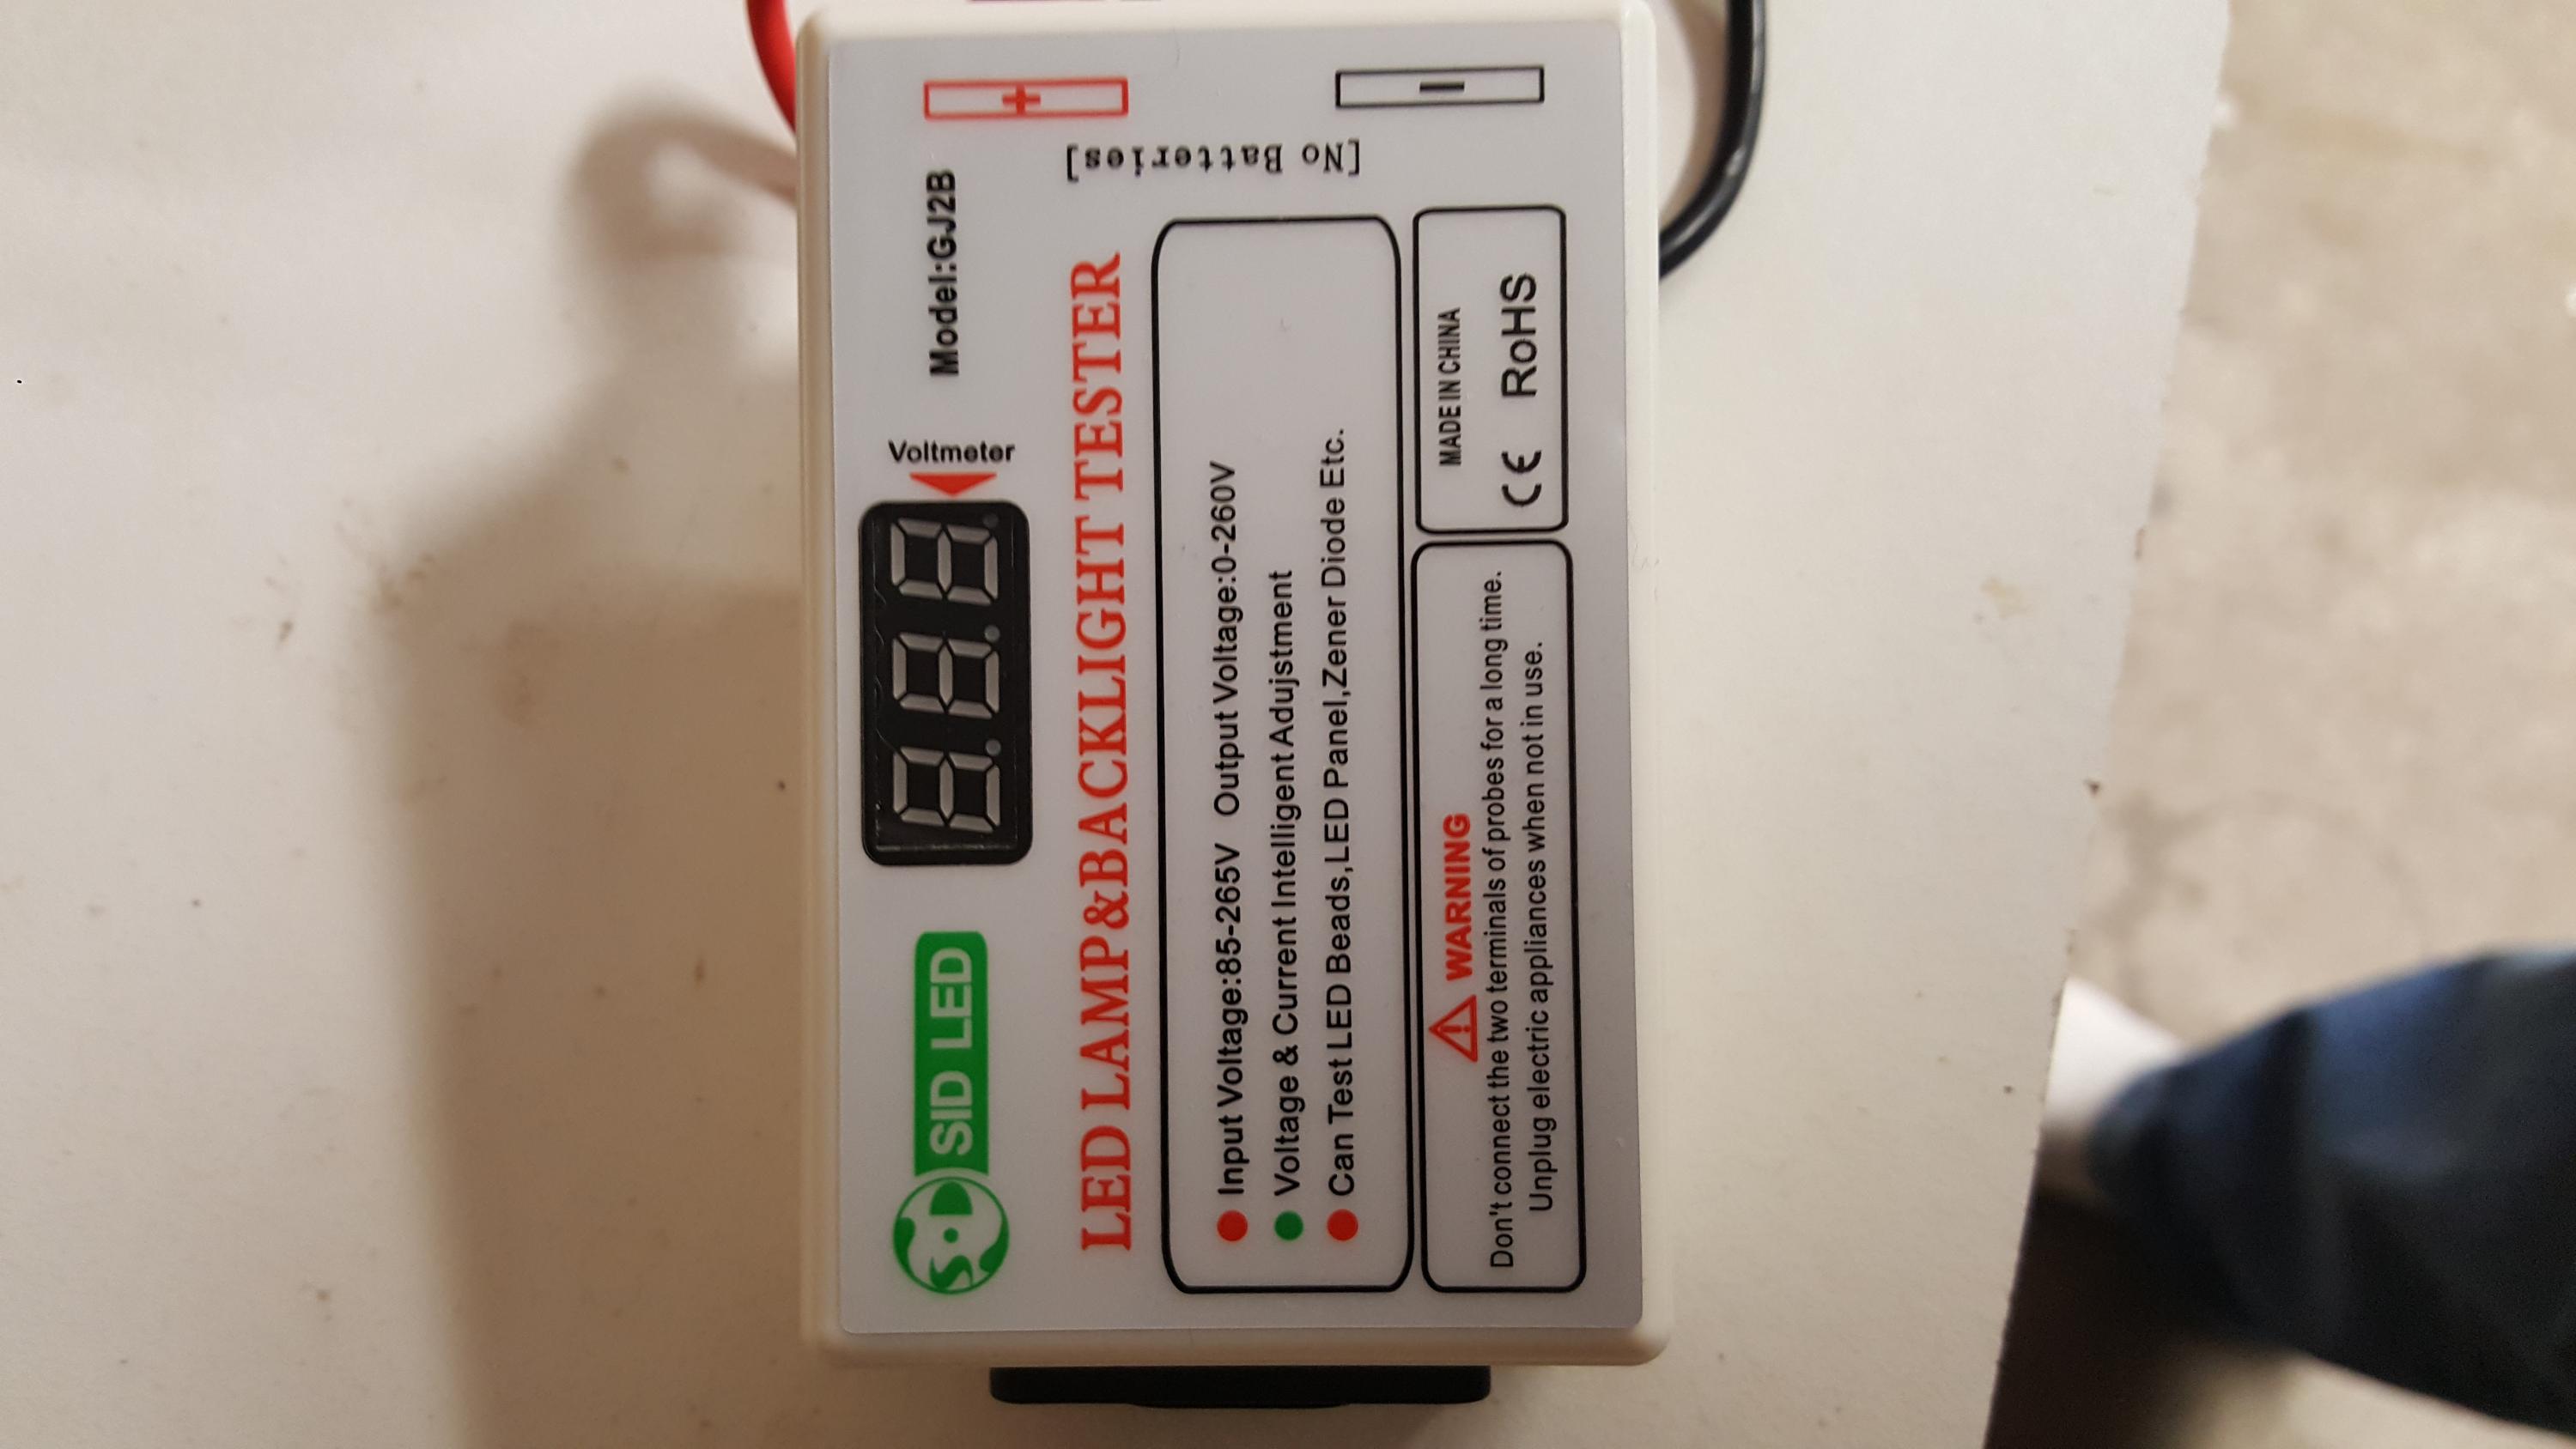 SID LED
Voltmeter
Model:GJ2B
+
-
[No Batteries]
LED LAMP&BACKLIGHT TESTER
Input Voltage:85-265V Output Voltage:0-260V
Voltage & Current Intelligent Adujstment
Can Test LED Beads,LED Panel,Zener Diode Etc.
WARNING
Don't connect the two terminals of probes for a long time.
Unplug electric appliances when not in use.
MADE IN CHINA
CE RoHS